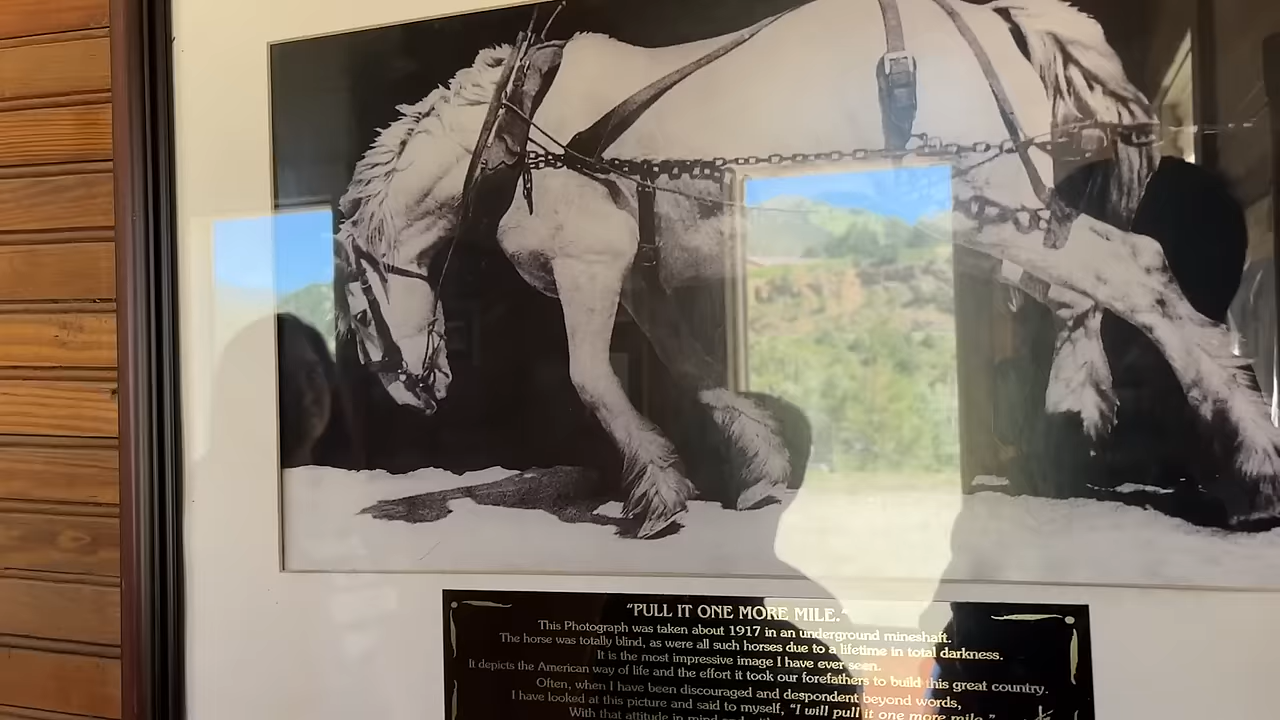 "PULL IT ONE MORE MILE."
This Photograph was taken about 1917 in an underground mineshaft.
The horse was totally blind, as were all such horses due to a lifetime in total darkness.
It is the most impressive image I have ever seen.
It depicts the American way of life and the effort it took our forefathers to build this great country.
Often, when I have been discouraged and despondent beyond words,
I have looked at this picture and said to myself, "I will pull it one more mile."
With that attitude in mind and